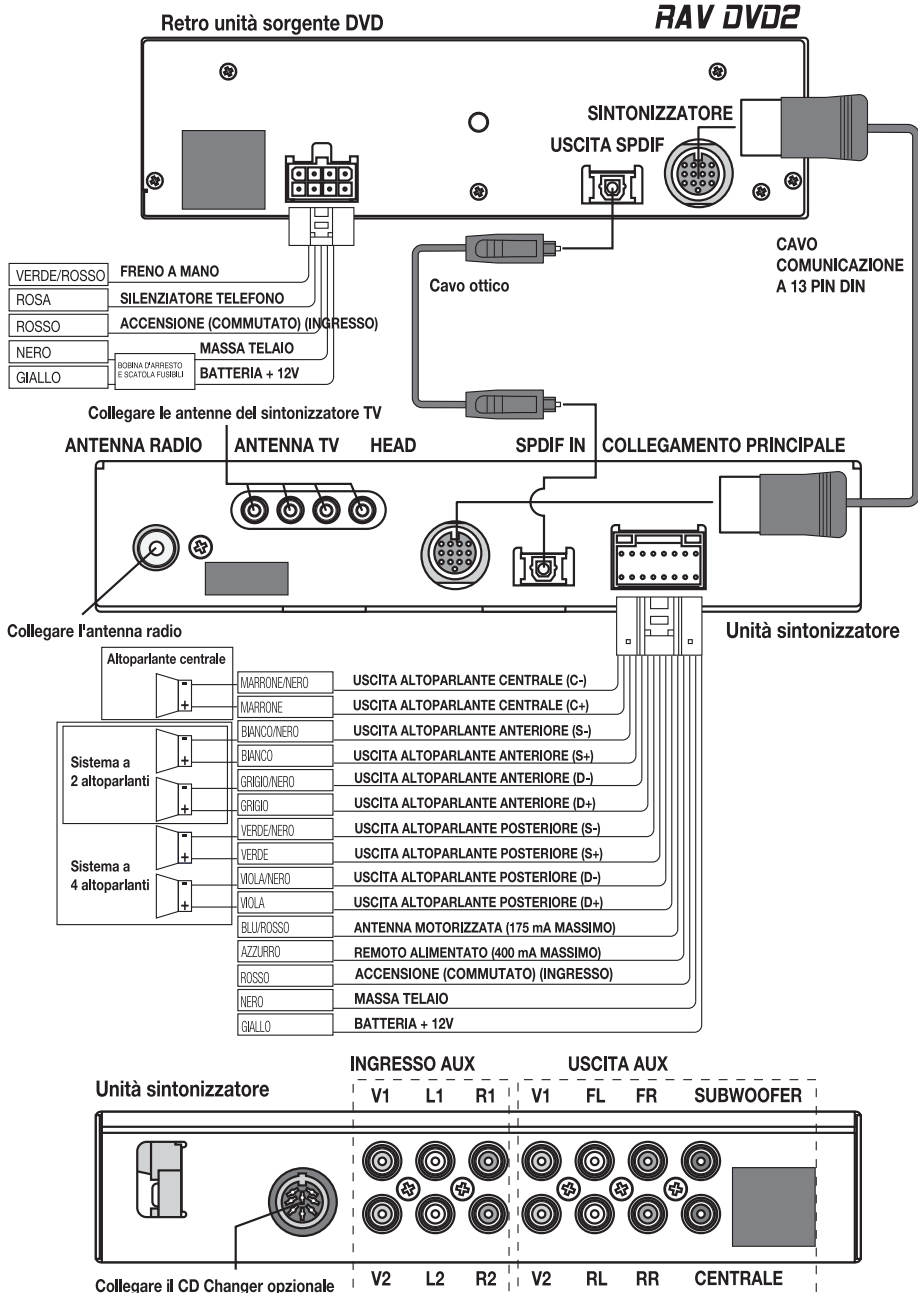 Retro unità sorgente DVD
RAV DVD2
SINTONIZZATORE
USCITA SPDIF
CAVO
COMUNICAZIONE
A 13 PIN DIN
Cavo ottico
VERDE/ROSSO FRENO A MANO
ROSA SILENZIATORE TELEFONO
ROSSO ACCENSIONE (COMMUTATO) (INGRESSO)
NERO MASSA TELAIO
BOBINA D'ARRESTO
E SCATOLA FUSIBILI
GIALLO BATTERIA + 12V
Collegare le antenne del sintonizzatore TV
ANTENNA RADIO ANTENNA TV HEAD SPDIF IN COLLEGAMENTO PRINCIPALE
Collegare l'antenna radio
Unità sintonizzatore
Altoparlante centrale
- MARRONE/NERO USCITA ALTOPARLANTE CENTRALE (C-)
+ MARRONE USCITA ALTOPARLANTE CENTRALE (C+)
Sistema a
2 altoparlanti
- BIANCO/NERO USCITA ALTOPARLANTE ANTERIORE (S-)
+ BIANCO USCITA ALTOPARLANTE ANTERIORE (S+)
- GRIGIO/NERO USCITA ALTOPARLANTE ANTERIORE (D-)
+ GRIGIO USCITA ALTOPARLANTE ANTERIORE (D+)
Sistema a
4 altoparlanti
- VERDE/NERO USCITA ALTOPARLANTE POSTERIORE (S-)
+ VERDE USCITA ALTOPARLANTE POSTERIORE (S+)
- VIOLA/NERO USCITA ALTOPARLANTE POSTERIORE (D-)
+ VIOLA USCITA ALTOPARLANTE POSTERIORE (D+)
BLU/ROSSO ANTENNA MOTORIZZATA (175 mA MASSIMO)
AZZURRO REMOTO ALIMENTATO (400 mA MASSIMO)
ROSSO ACCENSIONE (COMMUTATO) (INGRESSO)
NERO MASSA TELAIO
GIALLO BATTERIA + 12V
INGRESSO AUX USCITA AUX
Unità sintonizzatore
V1 L1 R1 V1 FL FR SUBWOOFER
V2 L2 R2 V2 RL RR CENTRALE
Collegare il CD Changer opzionale